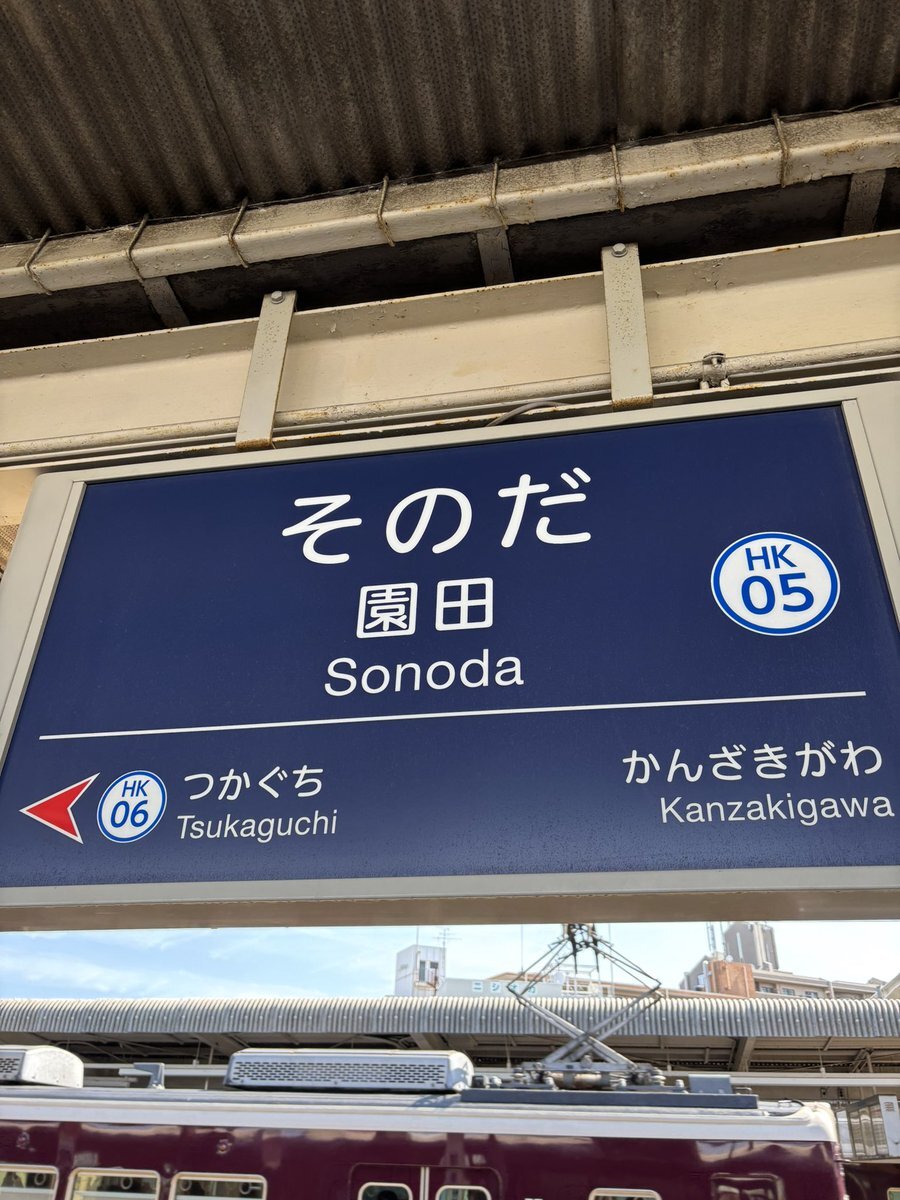 そのだ
園田
Sonoda
HK
05
HK
06
つかぐち
Tsukaguchi
かんざきがわ
Kanzakigawa